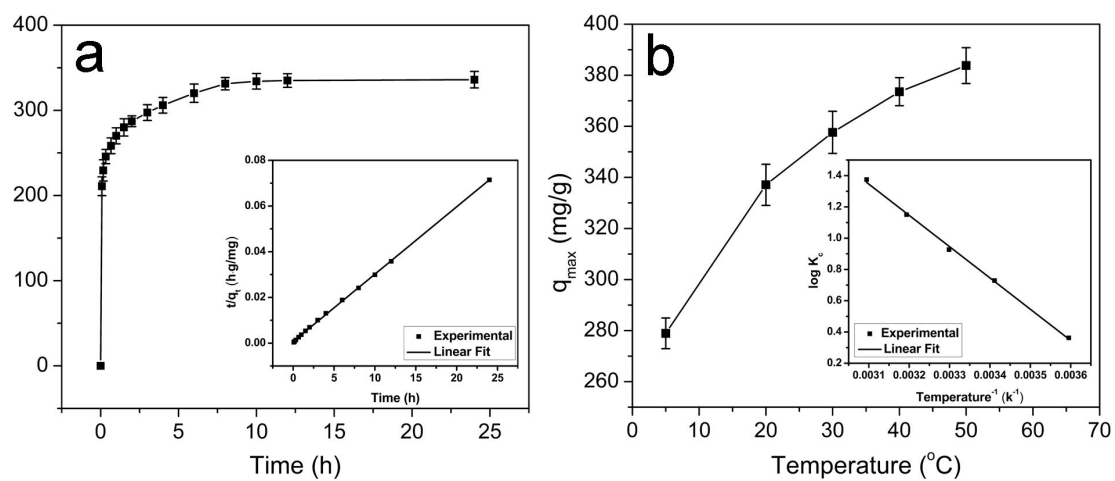 a
400
300
200
100
0
0 5 10 15 20 25
Time (h)
0.08
0.06
0.04
0.02
0.00
t/qt (h·g/mg)
0 5 10 15 20 25
Time (h)
Experimental
Linear Fit
b
400
380
360
340
320
300
280
260
qmax (mg/g)
0 10 20 30 40 50 60 70
Temperature (°C)
1.4
1.2
1.0
0.8
0.6
0.4
0.2
log Kc
0.0031 0.0032 0.0033 0.0034 0.0035 0.0036
Temperature⁻¹ (k⁻¹)
Experimental
Linear Fit